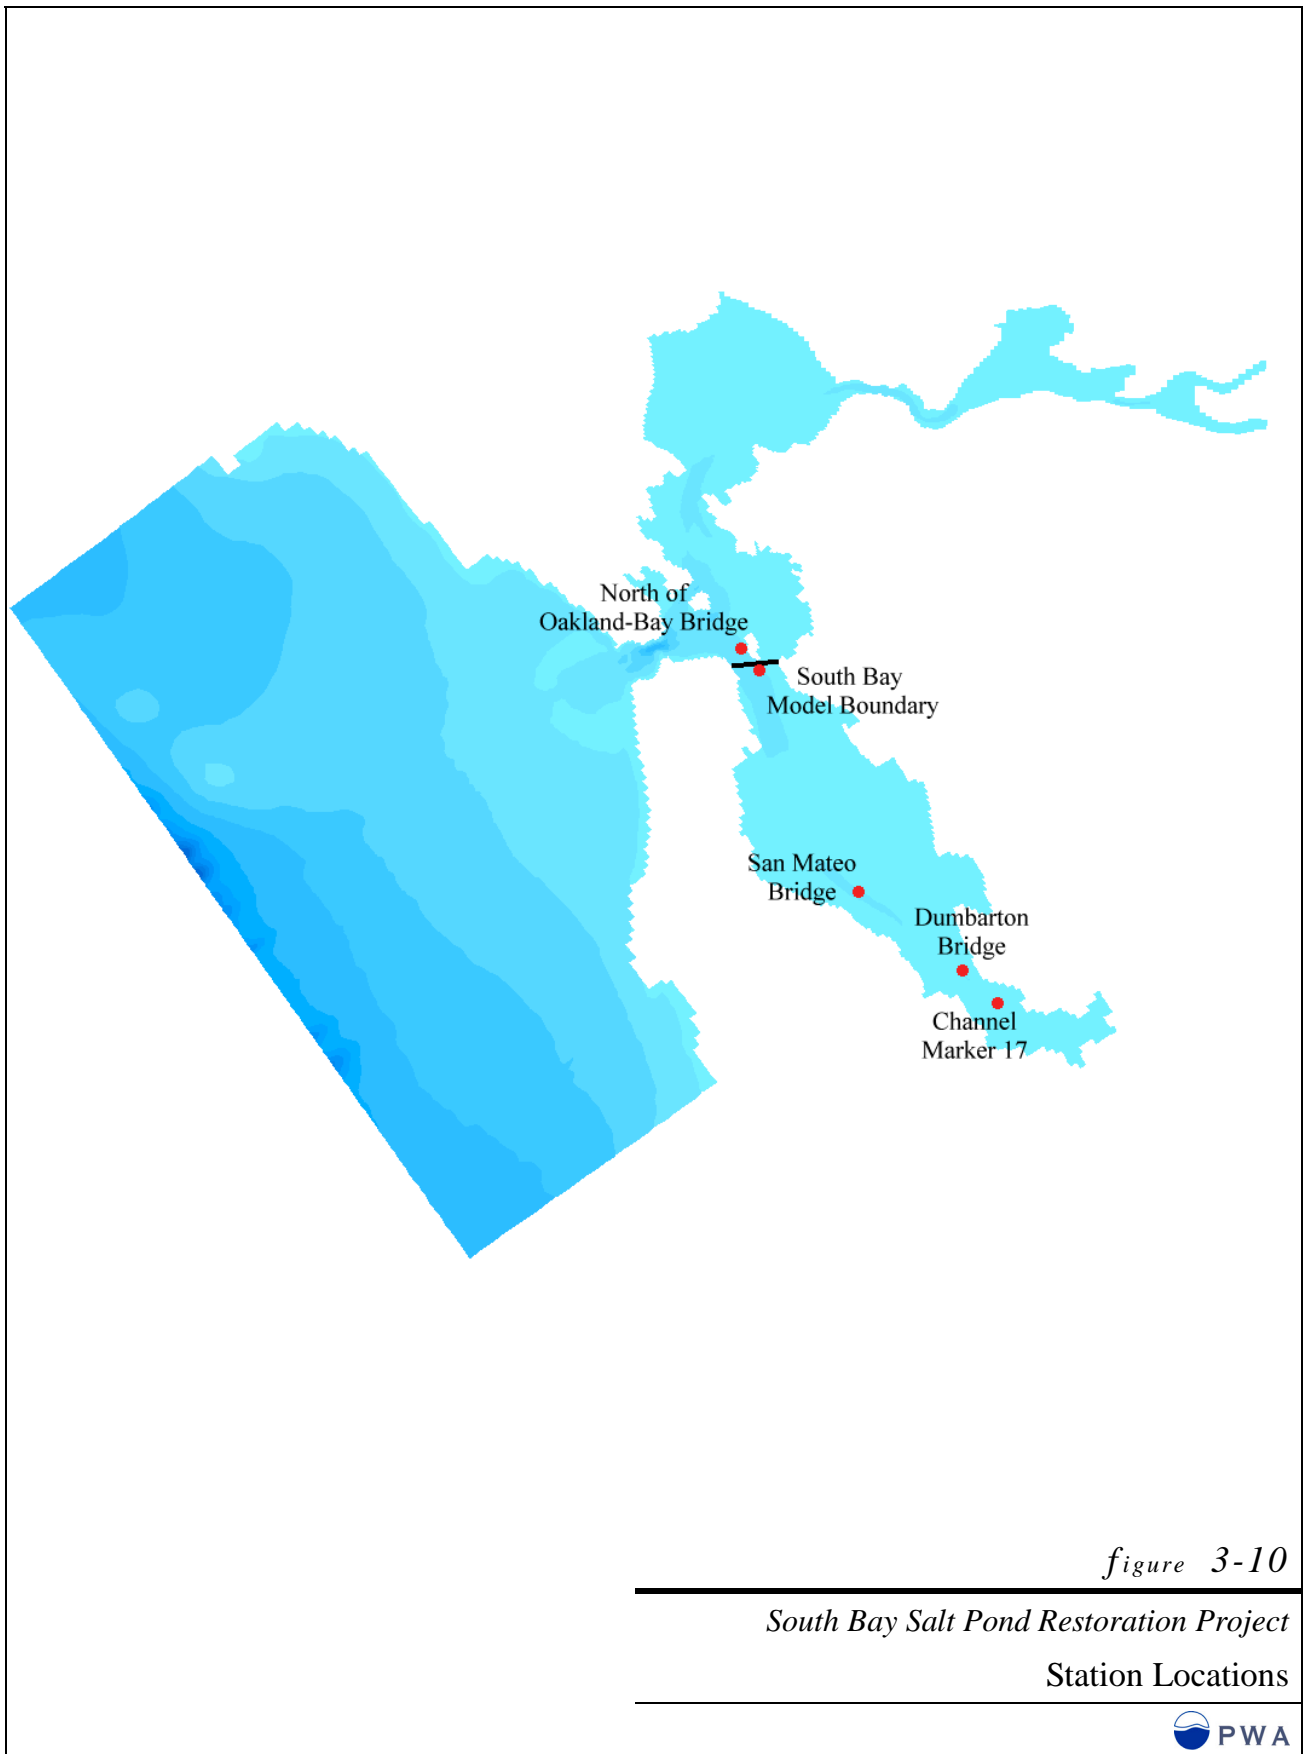 North of
Oakland-Bay Bridge
South Bay
Model Boundary
San Mateo
Bridge
Dumbarton
Bridge
Channel
Marker 17
figure 3-10
South Bay Salt Pond Restoration Project
Station Locations
PWA